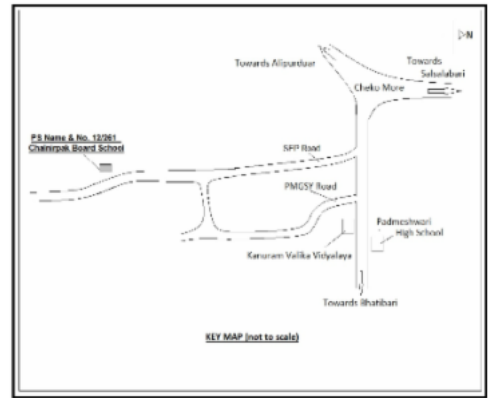 N
Towards Alipurduar
Towards
Salsalabari
Cheko More
PS Name & No. 12/261
Chainirpak Board School
SFP Road
PMGSY Road
Padmeshwari
High School
Kanuram Valika Vidyalaya
Towards Bhatibari
KEY MAP (not to scale)